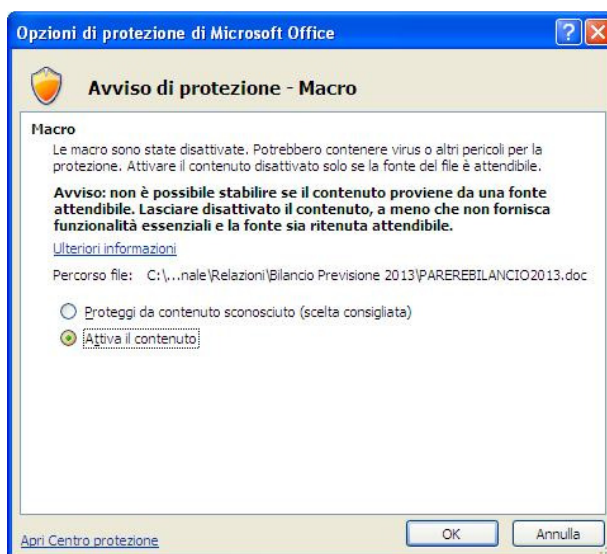 Opzioni di protezione di Microsoft Office
Avviso di protezione - Macro
Macro
Le macro sono state disattivate. Potrebbero contenere virus o altri pericoli per la
protezione. Attivare il contenuto disattivato solo se la fonte del file è attendibile.
Avviso: non è possibile stabilire se il contenuto proviene da una fonte
attendibile. Lasciare disattivato il contenuto, a meno che non fornisca
funzionalità essenziali e la fonte sia ritenuta attendibile.
Ulteriori informazioni
Percorso file: C:\...nale\Relazioni\Bilancio Previsione 2013\PAREREBILANCIO2013.doc
Proteggi da contenuto sconosciuto (scelta consigliata)
Attiva il contenuto
Apri Centro protezione
OK
Annulla